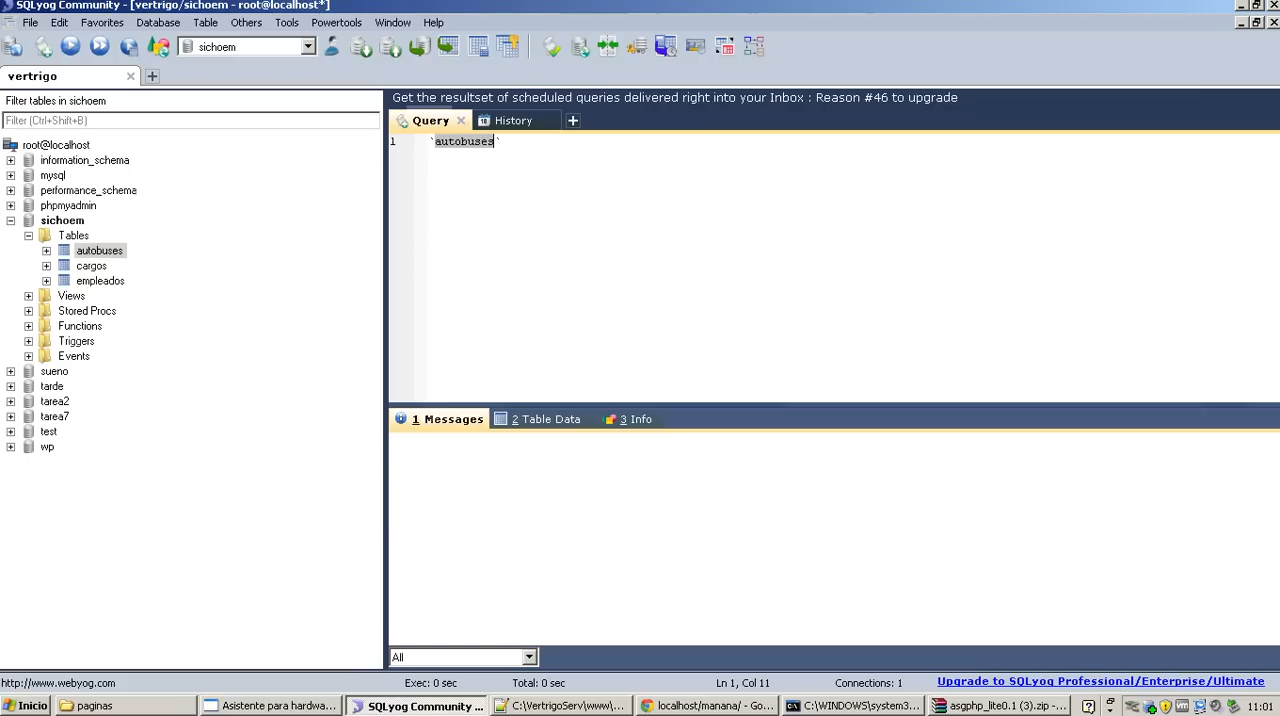 SQLyog Community - [vertrigo/sichoem - root@localhost*]
File Edit Favorites Database Table Others Tools Powertools Window Help
sichoem
vertrigo
Filter tables in sichoem
Filter (Ctrl+Shift+B)
root@localhost
information_schema
mysql
performance_schema
phpmyadmin
sichoem
Tables
autobuses
cargos
empleados
Views
Stored Procs
Functions
Triggers
Events
sueno
tarde
tarea2
tarea7
test
wp
Get the resultset of scheduled queries delivered right into your Inbox : Reason #46 to upgrade
Query History
1 `autobuses`
1 Messages 2 Table Data 3 Info
All
http://www.webyog.com Exec: 0 sec Total: 0 sec Ln 1, Col 11 Connections: 1 Upgrade to SQLyog Professional/Enterprise/Ultimate
Inicio paginas Asistente para hardwa... SQLyog Community ... C:\VertrigoServ\www\... localhost/manana/ - Go... C:\WINDOWS\system3... asgphp_lite0.1 (3).zip -... 11:01